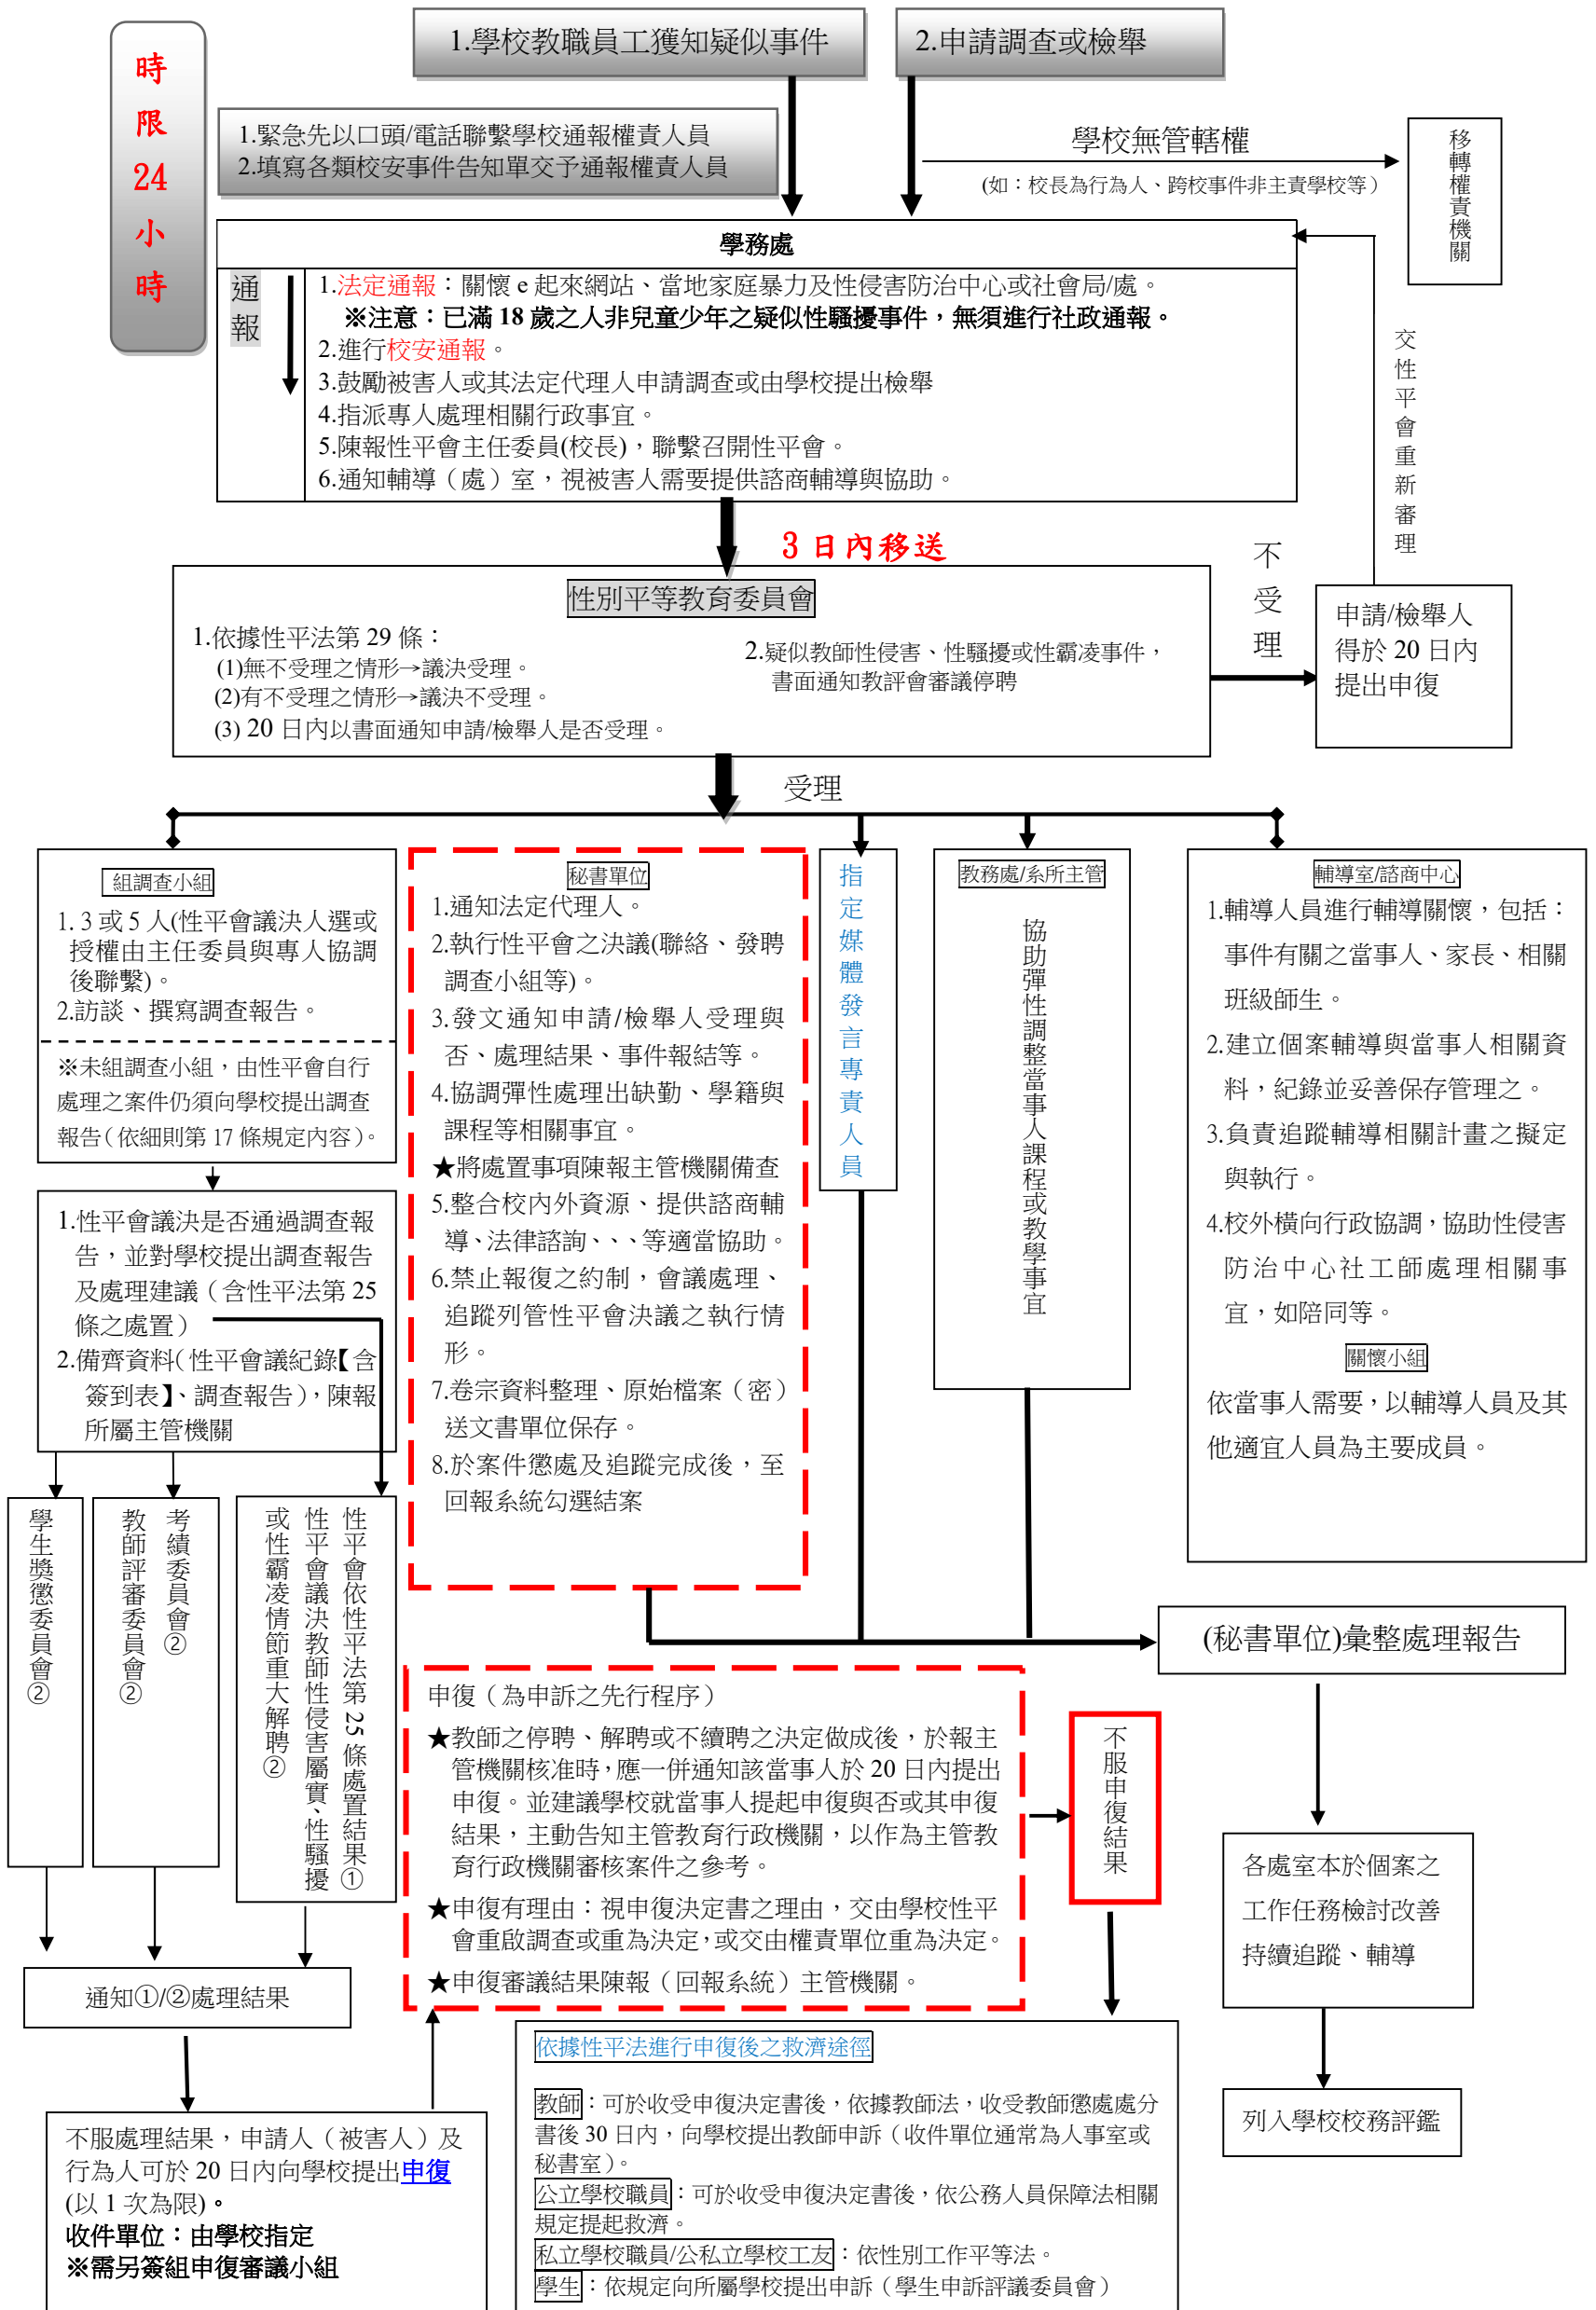 時
限
24
小
時
1.學校教職員工獲知疑似事件
2.申請調查或檢舉
1.緊急先以口頭/電話聯繫學校通報權責人員
2.填寫各類校安事件告知單交予通報權責人員
學校無管轄權
(如：校長為行為人、跨校事件非主責學校等)
移轉權責機關
學務處
通報
1.法定通報：關懷 e 起來網站、當地家庭暴力及性侵害防治中心或社會局/處。
※注意：已滿 18 歲之人非兒童少年之疑似性騷擾事件，無須進行社政通報。
2.進行校安通報。
3.鼓勵被害人或其法定代理人申請調查或由學校提出檢舉
4.指派專人處理相關行政事宜。
5.陳報性平會主任委員(校長)，聯繫召開性平會。
6.通知輔導（處）室，視被害人需要提供諮商輔導與協助。
交性平會重新審理
3 日內移送
性別平等教育委員會
1.依據性平法第 29 條：
(1)無不受理之情形→議決受理。
(2)有不受理之情形→議決不受理。
(3) 20 日內以書面通知申請/檢舉人是否受理。
2.疑似教師性侵害、性騷擾或性霸凌事件，
書面通知教評會審議停聘
不受理
申請/檢舉人
得於 20 日內
提出申復
受理
組調查小組
1. 3 或 5 人(性平會議決人選或
授權由主任委員與專人協調
後聯繫)。
2.訪談、撰寫調查報告。
※未組調查小組，由性平會自行
處理之案件仍須向學校提出調查
報告（依細則第 17 條規定內容）。
1.性平會議決是否通過調查報
告，並對學校提出調查報告
及處理建議（含性平法第 25
條之處置）
2.備齊資料（性平會議紀錄【含
簽到表】、調查報告），陳報
所屬主管機關
秘書單位
1.通知法定代理人。
2.執行性平會之決議(聯絡、發聘
調查小組等)。
3.發文通知申請/檢舉人受理與
否、處理結果、事件報結等。
4.協調彈性處理出缺勤、學籍與
課程等相關事宜。
★將處置事項陳報主管機關備查
5.整合校內外資源、提供諮商輔
導、法律諮詢、、、等適當協助。
6.禁止報復之約制，會議處理、
追蹤列管性平會決議之執行情
形。
7.卷宗資料整理、原始檔案（密）
送文書單位保存。
8.於案件懲處及追蹤完成後，至
回報系統勾選結案
指定媒體發言專責人員
教務處/系所主管
協助彈性調整當事人課程或教學事宜
輔導室/諮商中心
1.輔導人員進行輔導關懷，包括：
事件有關之當事人、家長、相關
班級師生。
2.建立個案輔導與當事人相關資
料，紀錄並妥善保存管理之。
3.負責追蹤輔導相關計畫之擬定
與執行。
4.校外橫向行政協調，協助性侵害
防治中心社工師處理相關事
宜，如陪同等。
關懷小組
依當事人需要，以輔導人員及其
他適宜人員為主要成員。
學生獎懲委員會②
考績委員會②
教師評審委員會②
性平會依性平法第 25 條處置結果①
性平會議決教師性侵害屬實、性騷擾
或性霸凌情節重大解聘②
(秘書單位)彙整處理報告
申復（為申訴之先行程序）
★教師之停聘、解聘或不續聘之決定做成後，於報主
管機關核准時，應一併通知該當事人於 20 日內提出
申復。並建議學校就當事人提起申復與否或其申復
結果，主動告知主管教育行政機關，以作為主管教
育行政機關審核案件之參考。
★申復有理由：視申復決定書之理由，交由學校性平
會重啟調查或重為決定，或交由權責單位重為決定。
★申復審議結果陳報（回報系統）主管機關。
不服申復結果
各處室本於個案之
工作任務檢討改善
持續追蹤、輔導
通知①/②處理結果
不服處理結果，申請人（被害人）及
行為人可於 20 日內向學校提出申復
(以 1 次為限)。
收件單位：由學校指定
※需另簽組申復審議小組
依據性平法進行申復後之救濟途徑
教師：可於收受申復決定書後，依據教師法，收受教師懲處處分
書後 30 日內，向學校提出教師申訴（收件單位通常為人事室或
秘書室）。
公立學校職員：可於收受申復決定書後，依公務人員保障法相關
規定提起救濟。
私立學校職員/公私立學校工友：依性別工作平等法。
學生：依規定向所屬學校提出申訴（學生申訴評議委員會）
列入學校校務評鑑